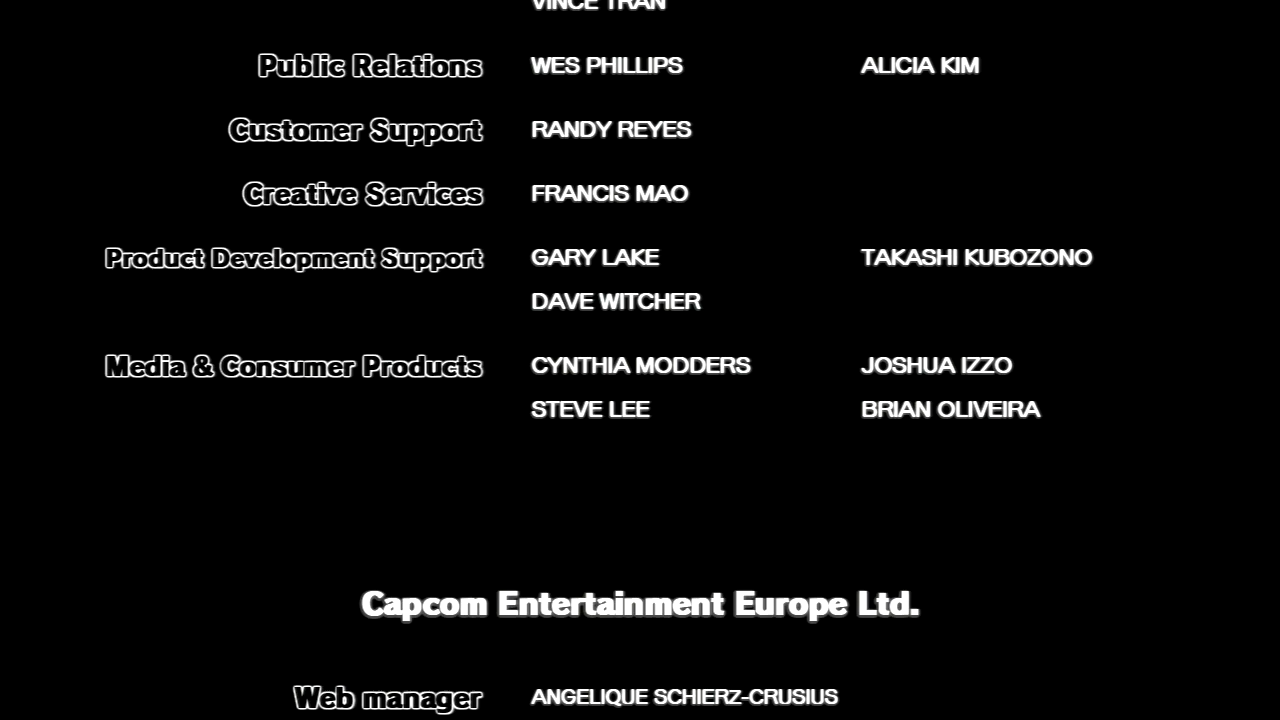 VINCE TRAN
Public Relations WES PHILLIPS ALICIA KIM
Customer Support RANDY REYES
Creative Services FRANCIS MAO
Product Development Support GARY LAKE TAKASHI KUBOZONO
DAVE WITCHER
Media & Consumer Products CYNTHIA MODDERS JOSHUA IZZO
STEVE LEE BRIAN OLIVEIRA
Capcom Entertainment Europe Ltd.
Web manager ANGELIQUE SCHIERZ-CRUSIUS